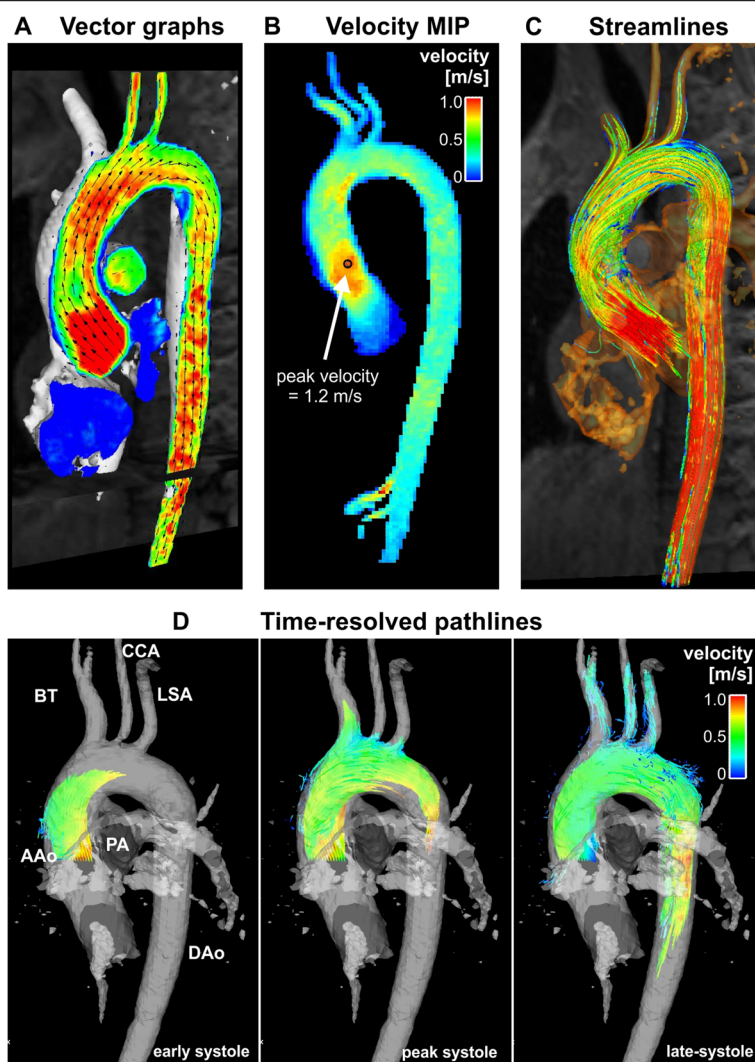 A Vector graphs
B Velocity MIP
C Streamlines
velocity
[m/s]
1.0
0.5
0
peak velocity
= 1.2 m/s
D Time-resolved pathlines
CCA
BT
LSA
AAo
PA
DAo
early systole
peak systole
velocity
[m/s]
1.0
0.5
0
late-systole